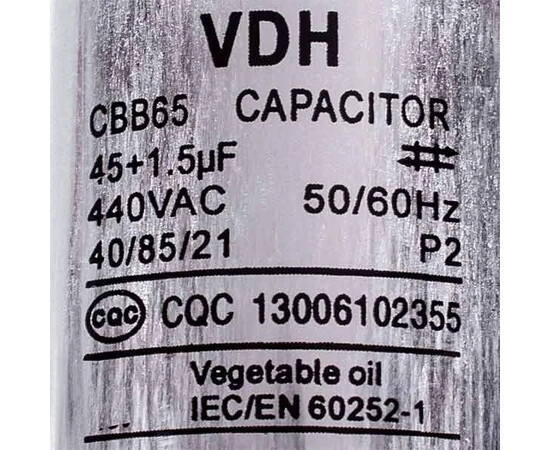 VDH
CBB65 CAPACITOR
45+1.5μF
440VAC 50/60Hz
40/85/21 P2
CQC CQC 13006102355
Vegetable oil
IEC/EN 60252-1